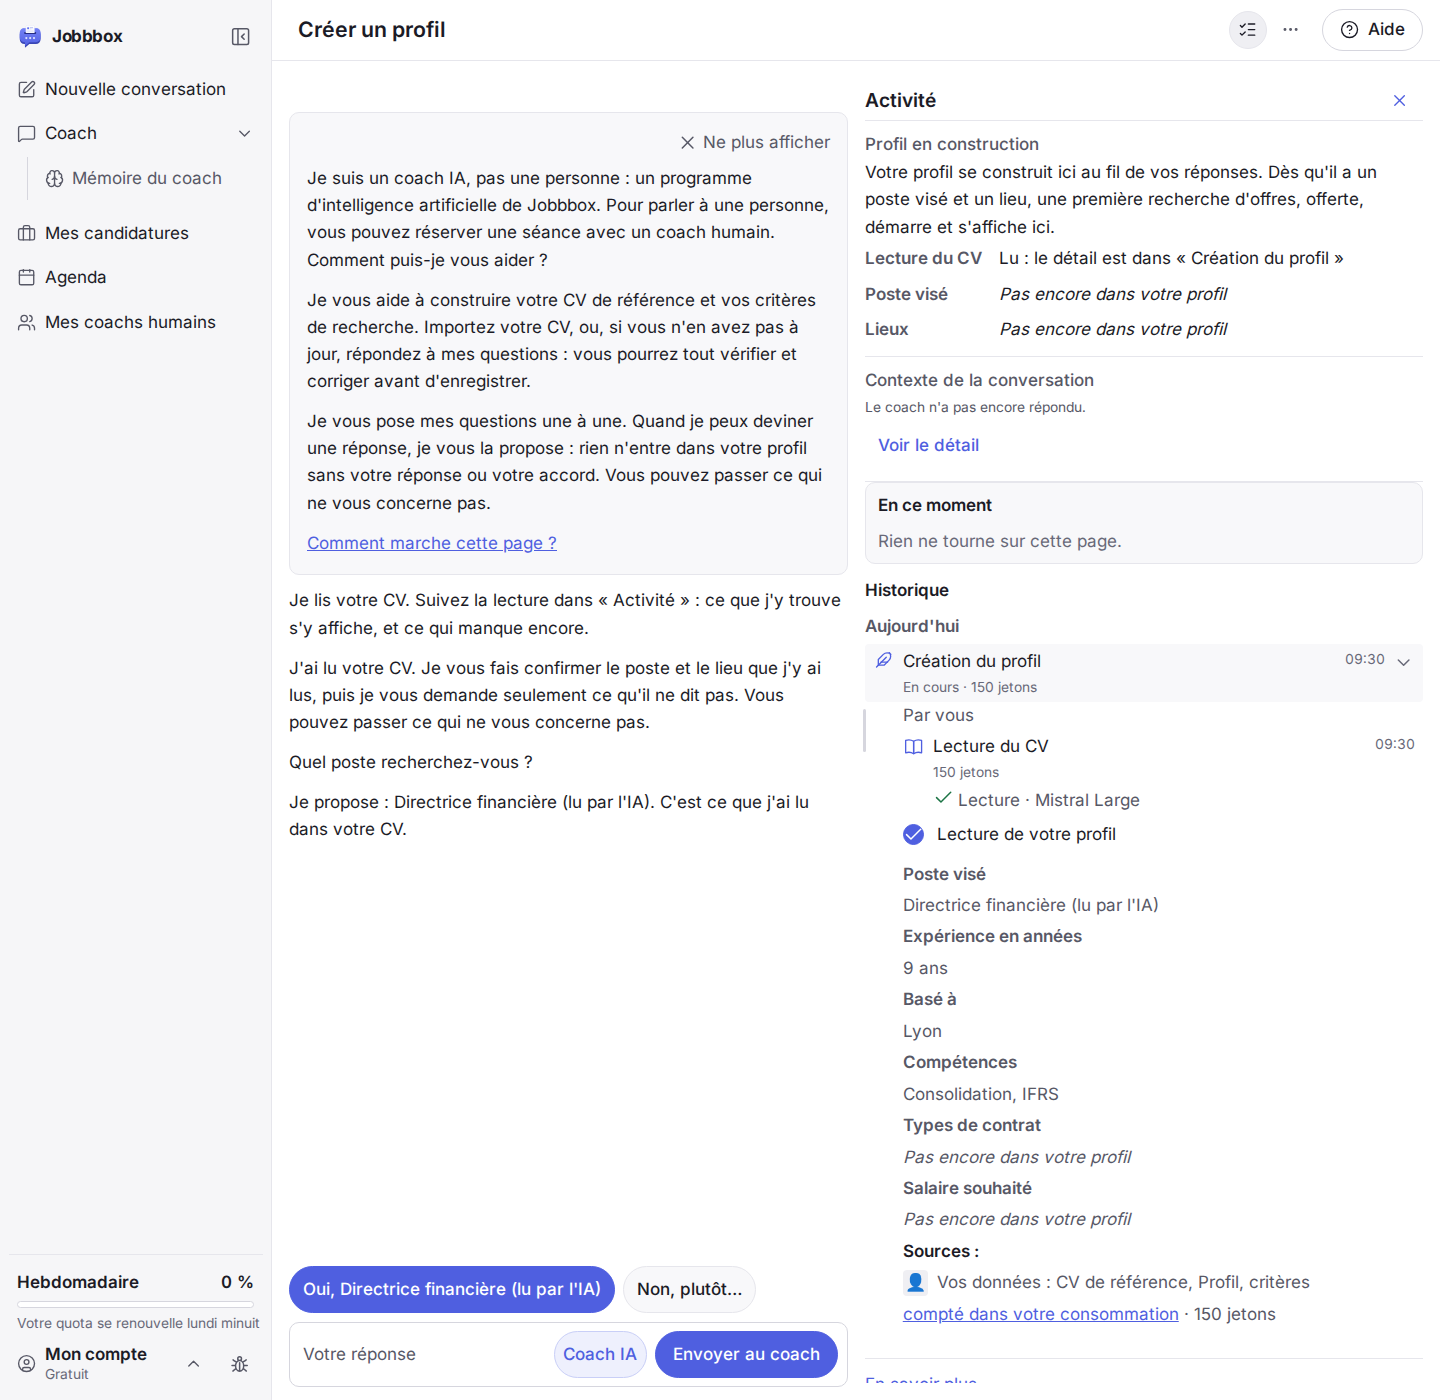 Jobbbox
Nouvelle conversation
Coach
Mémoire du coach
Mes candidatures
Agenda
Mes coachs humains
Hebdomadaire 0 %
Votre quota se renouvelle lundi minuit
Mon compte
Gratuit
Créer un profil
Aide
Ne plus afficher
Je suis un coach IA, pas une personne : un programme
d'intelligence artificielle de Jobbbox. Pour parler à une personne,
vous pouvez réserver une séance avec un coach humain.
Comment puis-je vous aider ?
Je vous aide à construire votre CV de référence et vos critères
de recherche. Importez votre CV, ou, si vous n'en avez pas à
jour, répondez à mes questions : vous pourrez tout vérifier et
corriger avant d'enregistrer.
Je vous pose mes questions une à une. Quand je peux deviner
une réponse, je vous la propose : rien n'entre dans votre profil
sans votre réponse ou votre accord. Vous pouvez passer ce qui
ne vous concerne pas.
Comment marche cette page ?
Je lis votre CV. Suivez la lecture dans « Activité » : ce que j'y trouve
s'y affiche, et ce qui manque encore.
J'ai lu votre CV. Je vous fais confirmer le poste et le lieu que j'y ai
lus, puis je vous demande seulement ce qu'il ne dit pas. Vous
pouvez passer ce qui ne vous concerne pas.
Quel poste recherchez-vous ?
Je propose : Directrice financière (lu par l'IA). C'est ce que j'ai lu
dans votre CV.
Oui, Directrice financière (lu par l'IA)
Non, plutôt...
Votre réponse
Coach IA
Envoyer au coach
Activité
Profil en construction
Votre profil se construit ici au fil de vos réponses. Dès qu'il a un
poste visé et un lieu, une première recherche d'offres, offerte,
démarre et s'affiche ici.
Lecture du CV Lu : le détail est dans « Création du profil »
Poste visé Pas encore dans votre profil
Lieux Pas encore dans votre profil
Contexte de la conversation
Le coach n'a pas encore répondu.
Voir le détail
En ce moment
Rien ne tourne sur cette page.
Historique
Aujourd'hui
Création du profil 09:30
En cours · 150 jetons
Par vous
Lecture du CV 09:30
150 jetons
Lecture · Mistral Large
Lecture de votre profil
Poste visé
Directrice financière (lu par l'IA)
Expérience en années
9 ans
Basé à
Lyon
Compétences
Consolidation, IFRS
Types de contrat
Pas encore dans votre profil
Salaire souhaité
Pas encore dans votre profil
Sources :
Vos données : CV de référence, Profil, critères
compté dans votre consommation · 150 jetons
En savoir plus